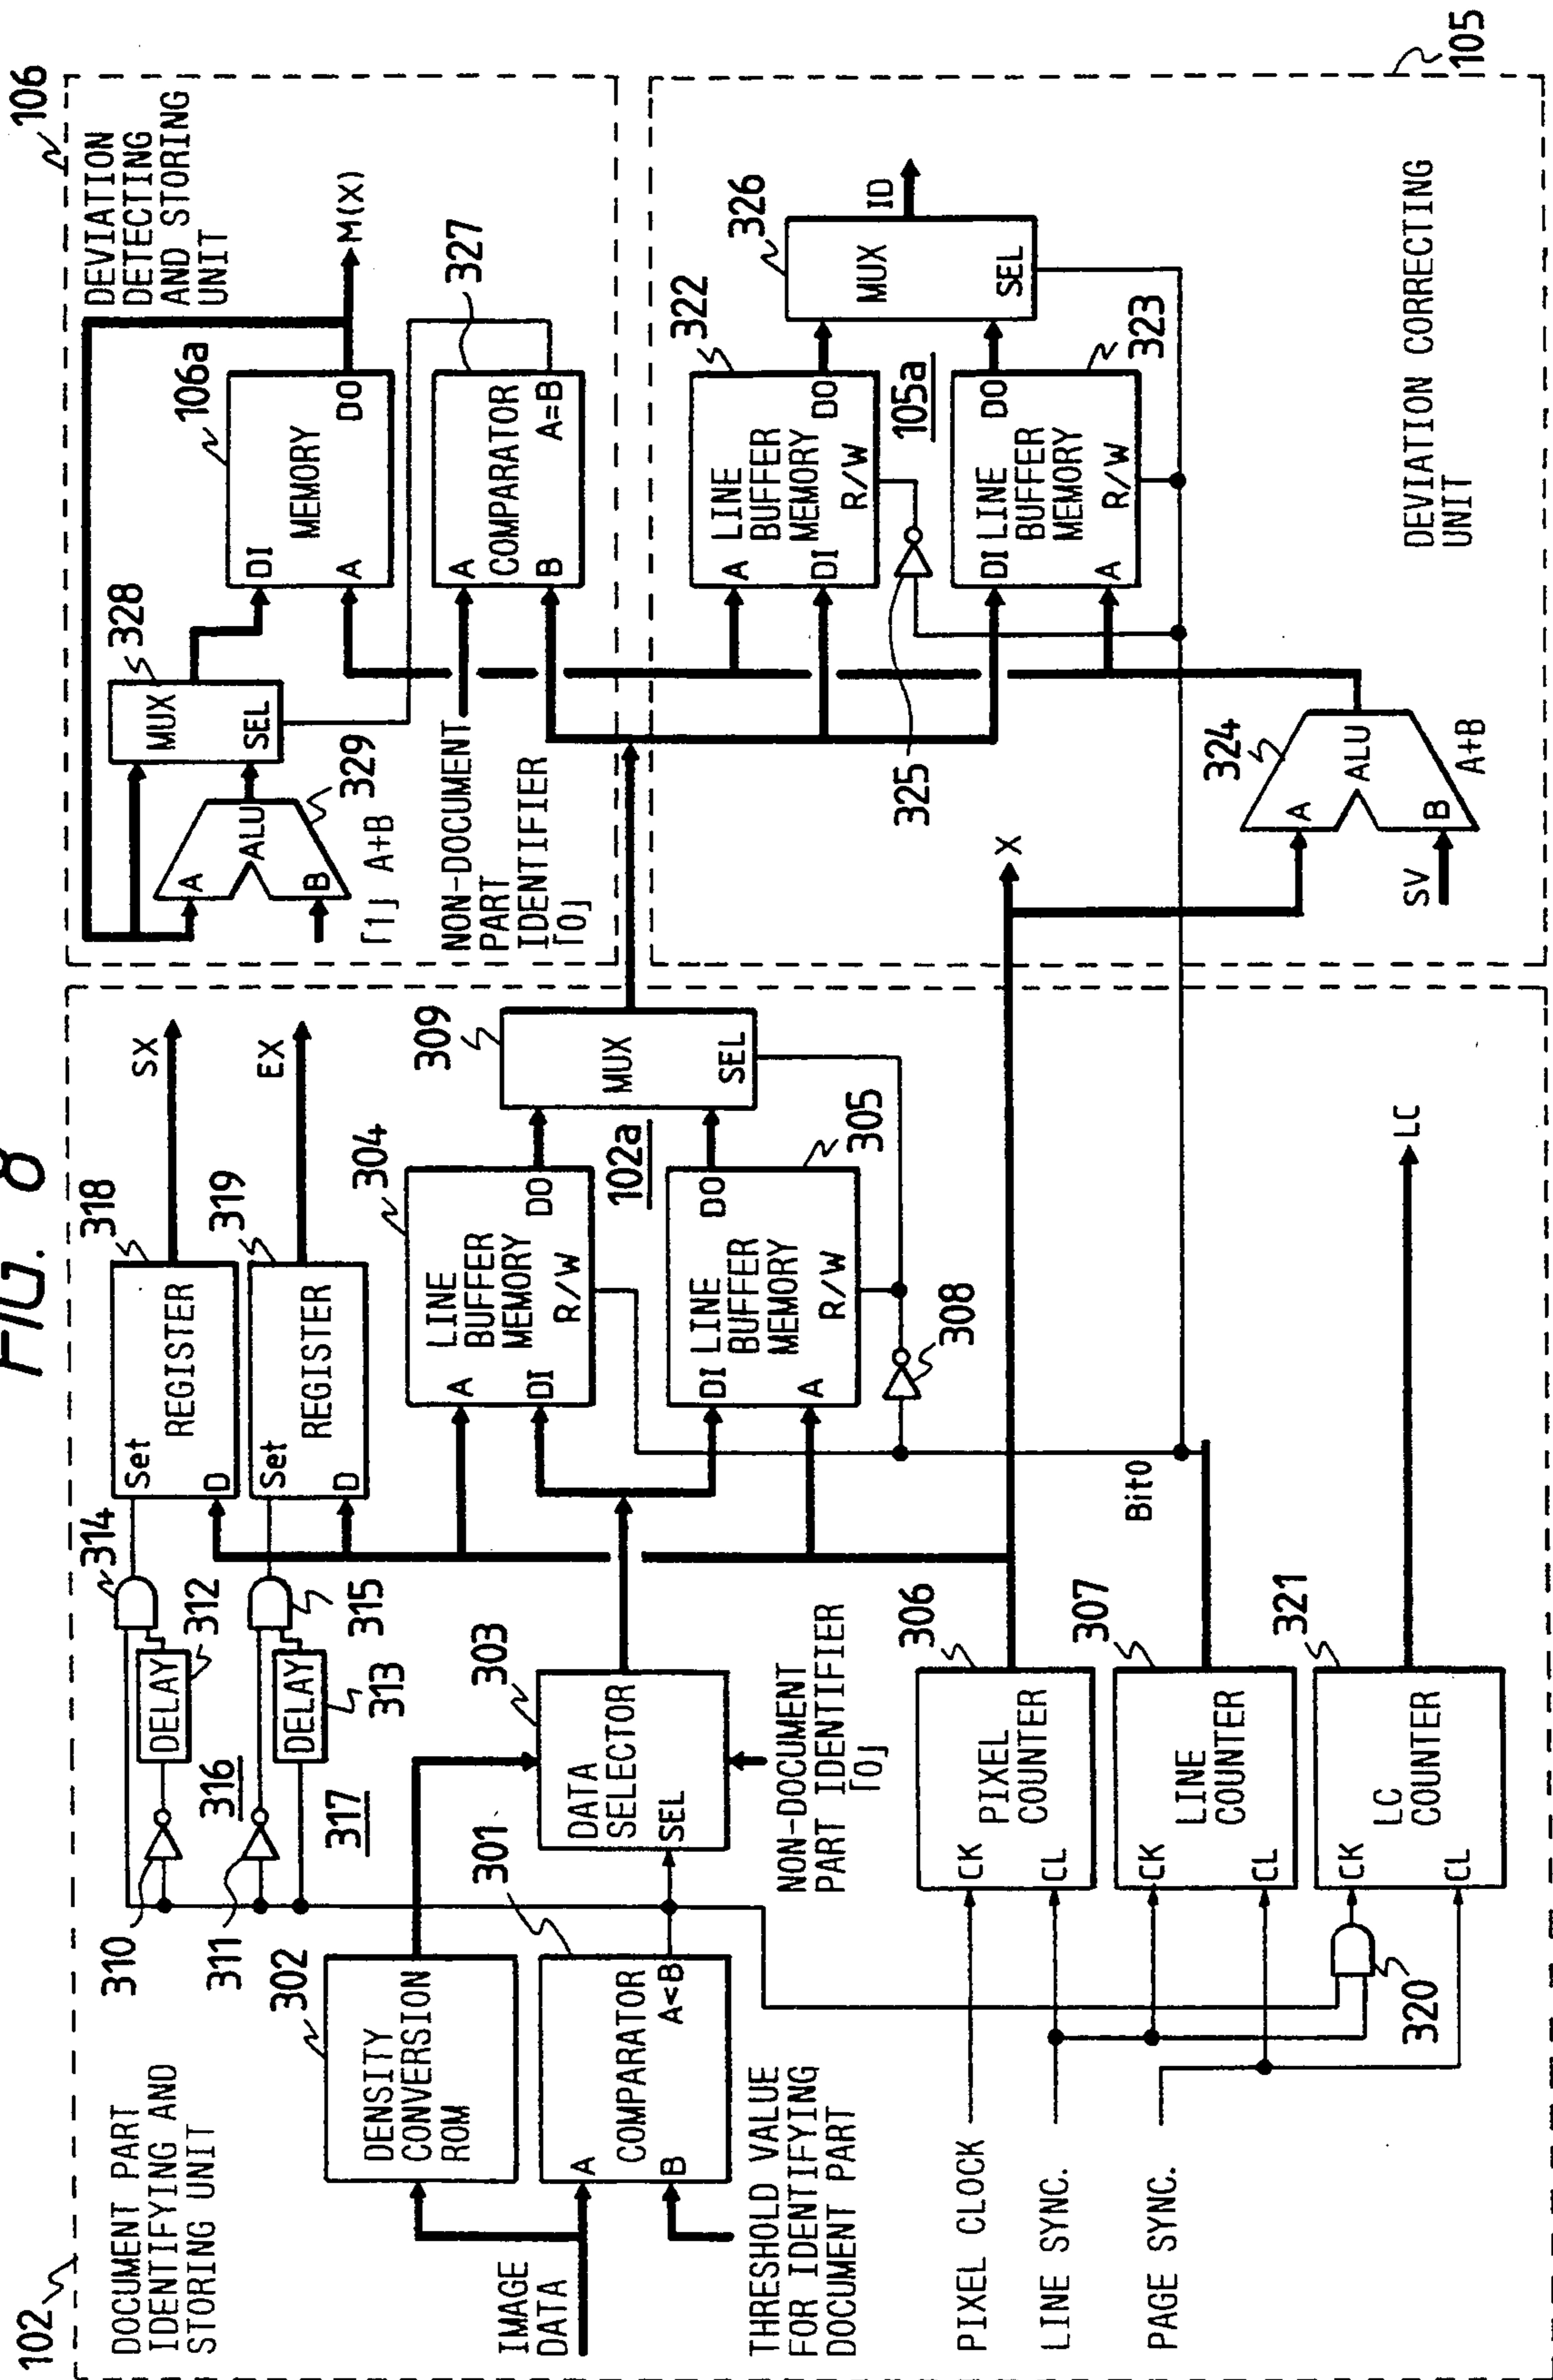 FIG. 8
102
DOCUMENT PART
IDENTIFYING AND
STORING UNIT
IMAGE
DATA
302
DENSITY
CONVERSION
ROM
301
A
COMPARATOR
B
A<B
THRESHOLD VALUE
FOR IDENTIFYING
DOCUMENT PART
310
311
316
317
DELAY
312
DELAY
313
314
315
318
Set
REGISTER
D
SX
319
Set
REGISTER
D
EX
303
DATA
SELECTOR
SEL
NON-DOCUMENT
PART IDENTIFIER
「0」
304
A
LINE
BUFFER
MEMORY
DI
DO
R/W
102a
305
DI
LINE
BUFFER
MEMORY
DO
A
R/W
308
309
MUX
SEL
PIXEL CLOCK
LINE SYNC.
PAGE SYNC.
306
CK
PIXEL
COUNTER
CL
307
CK
LINE
COUNTER
CL
Bit0
320
321
CK
LC
COUNTER
CL
LC
X
106
DEVIATION
DETECTING
AND STORING
UNIT
329
A
ALU
B
「1」
A+B
328
MUX
SEL
106a
DI
MEMORY
A
DO
M(X)
NON-DOCUMENT
PART
IDENTIFIER
「0」
327
A
COMPARATOR
B
A=B
105
DEVIATION CORRECTING
UNIT
322
A
LINE
BUFFER
MEMORY
DI
DO
R/W
105a
325
323
DI
LINE
BUFFER
MEMORY
DO
A
R/W
326
MUX
SEL
ID
324
A
ALU
B
SV
A+B